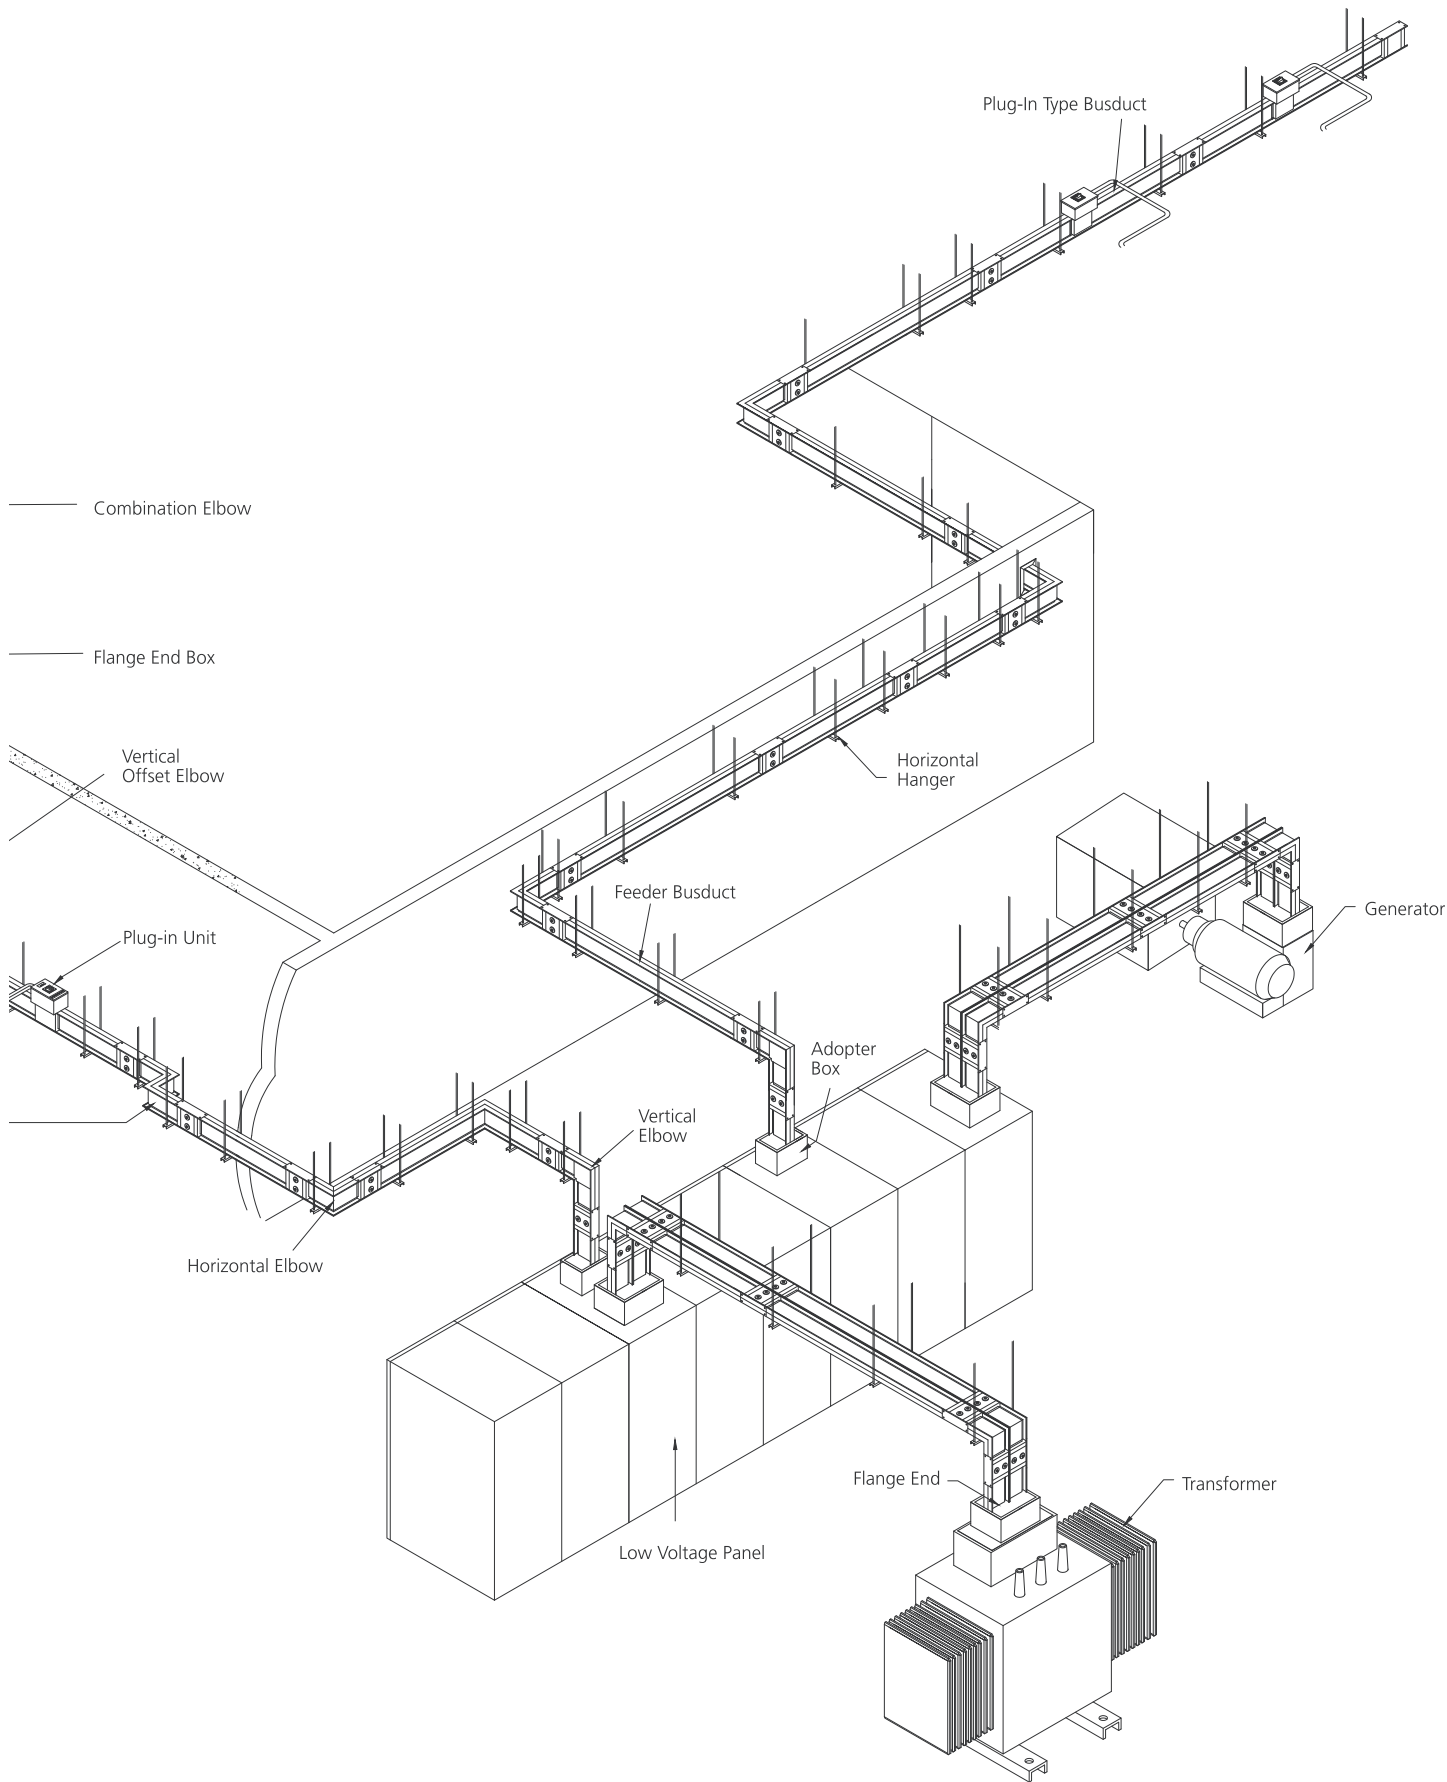 Plug-In Type Busduct
Combination Elbow
Flange End Box
Vertical
Offset Elbow
Horizontal
Hanger
Feeder Busduct
Generator
Plug-in Unit
Adopter
Box
Vertical
Elbow
Horizontal Elbow
Flange End
Transformer
Low Voltage Panel